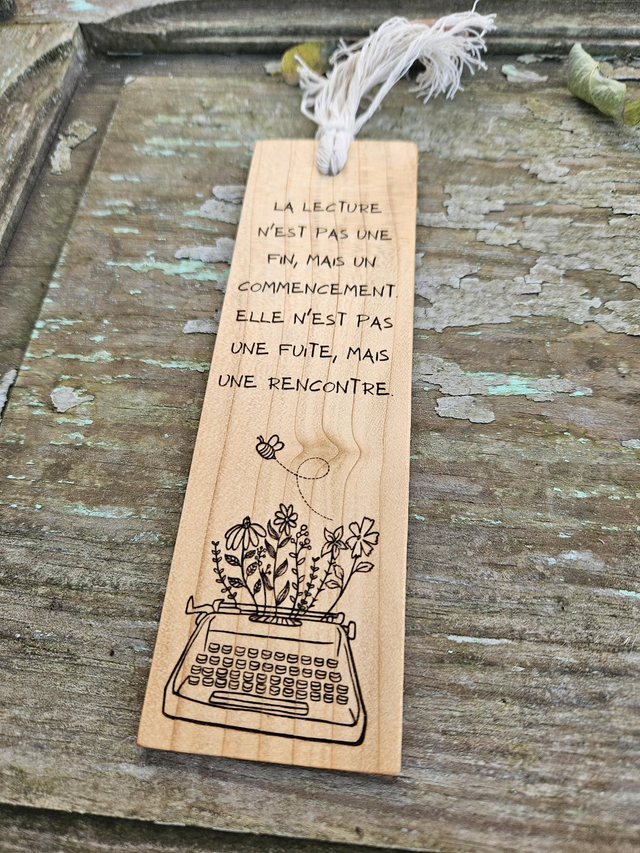 LA LECTURE
N'EST PAS UNE
FIN, MAIS UN
COMMENCEMENT.
ELLE N'EST PAS
UNE FUITE, MAIS
UNE RENCONTRE.